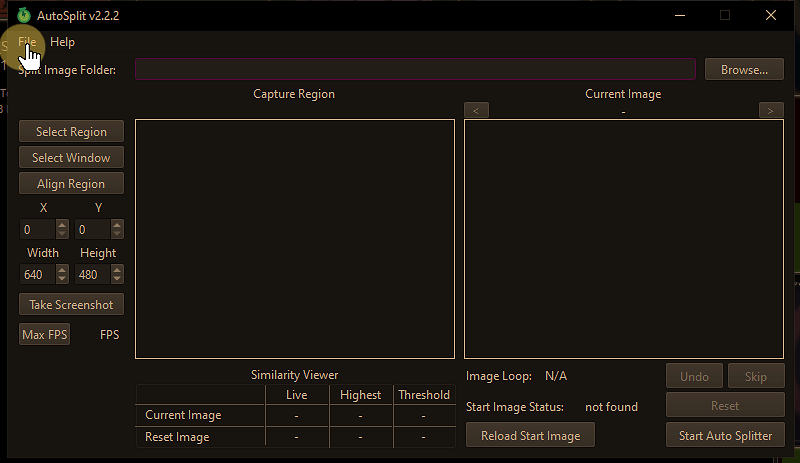 AutoSplit v2.2.2
File Help
Split Image Folder: Browse...
Capture Region Current Image
< - >
Select Region
Select Window
Align Region
X Y
0 0
Width Height
640 480
Take Screenshot
Max FPS FPS
Similarity Viewer
Live Highest Threshold
Current Image - - -
Reset Image - - -
Image Loop: N/A Undo Skip
Start Image Status: not found Reset
Reload Start Image Start Auto Splitter